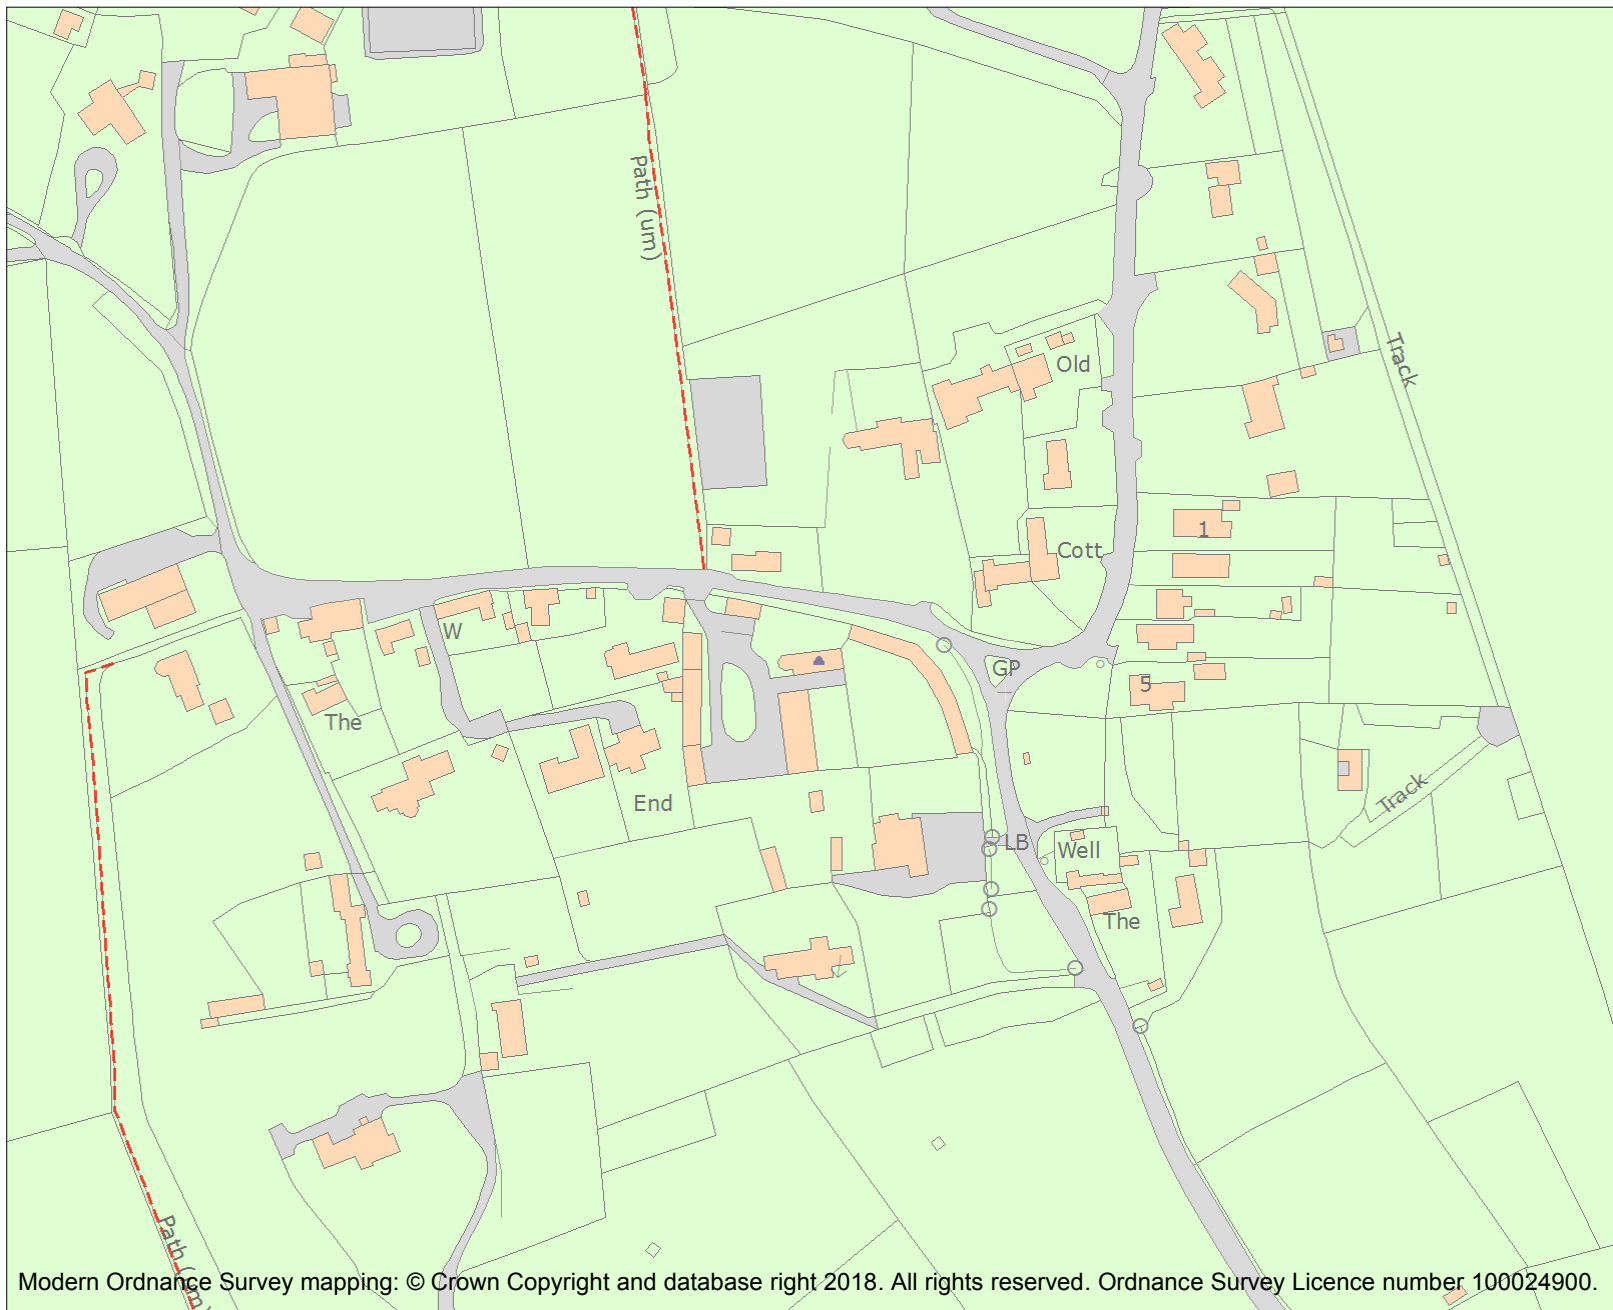 Path (um)
Old
Track
1
Cott
W
GP
5
The
End
Track
LB
Well
The
Path (um)
Modern Ordnance Survey mapping: © Crown Copyright and database right 2018. All rights reserved. Ordnance Survey Licence number 100024900.